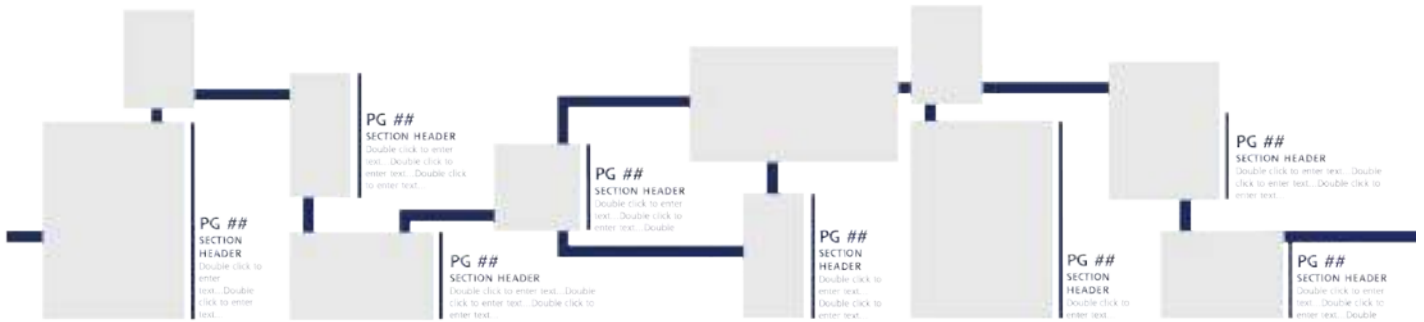 PG ##
SECTION
HEADER
Double click to
enter
text...Double
click to enter
text...
PG ##
SECTION HEADER
Double click to enter
text...Double click to
enter text...Double click
to enter text...
PG ##
SECTION HEADER
Double click to enter text...Double
click to enter text...Double click to
enter text...
PG ##
SECTION HEADER
Double click to enter
text...Double click to
enter text...Double
PG ##
SECTION
HEADER
Double click to
enter text...
Double click to
enter text...
PG ##
SECTION
HEADER
Double click to
enter text...
PG ##
SECTION HEADER
Double click to enter text...Double
click to enter text...Double click to
enter text...
PG ##
SECTION HEADER
Double click to enter
text...Double click to
enter text...Double